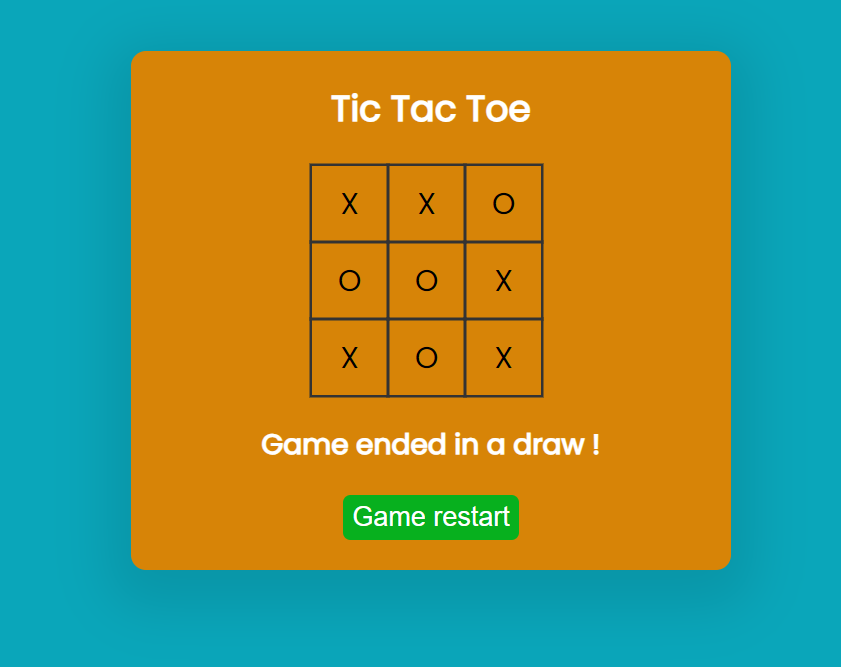 Tic Tac Toe
X X O
O O X
X O X
Game ended in a draw !
Game restart